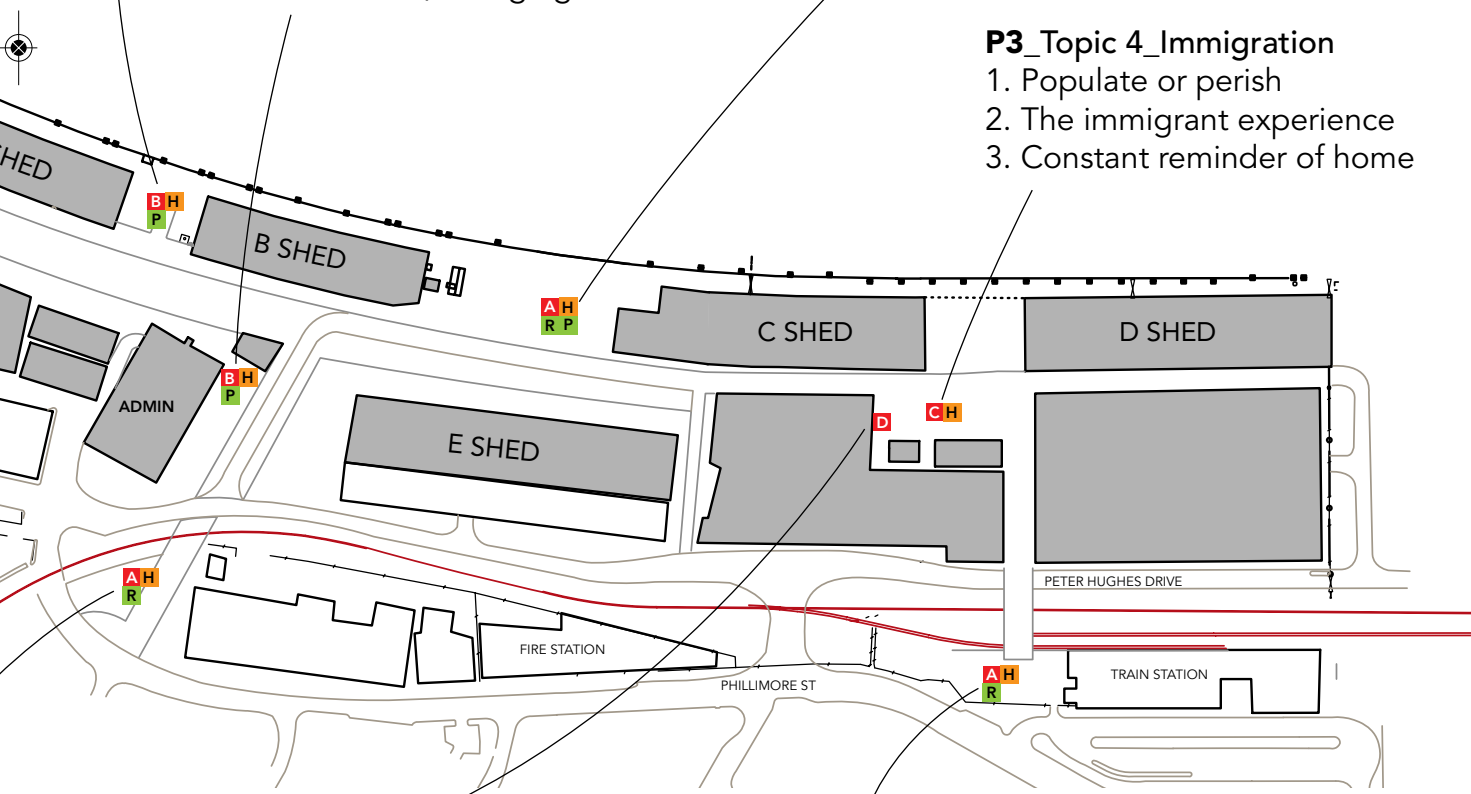 P3_Topic 4_Immigration
1. Populate or perish
2. The immigrant experience
3. Constant reminder of home
B H
P
B SHED
A H
R P
C SHED
D SHED
B H
P
ADMIN
E SHED
D
C H
A H
R
PETER HUGHES DRIVE
FIRE STATION
PHILLIMORE ST
A H
R
TRAIN STATION